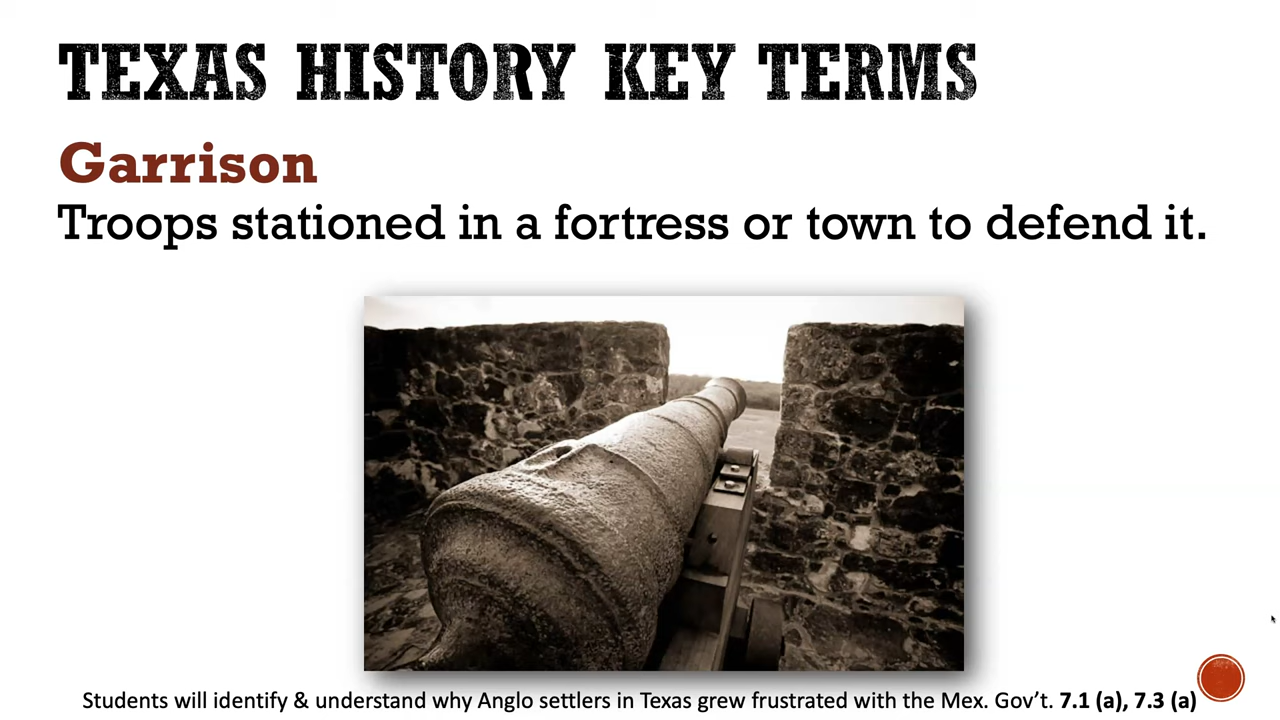 TEXAS HISTORY KEY TERMS
Garrison
Troops stationed in a fortress or town to defend it.
Students will identify & understand why Anglo settlers in Texas grew frustrated with the Mex. Gov’t. 7.1 (a), 7.3 (a)